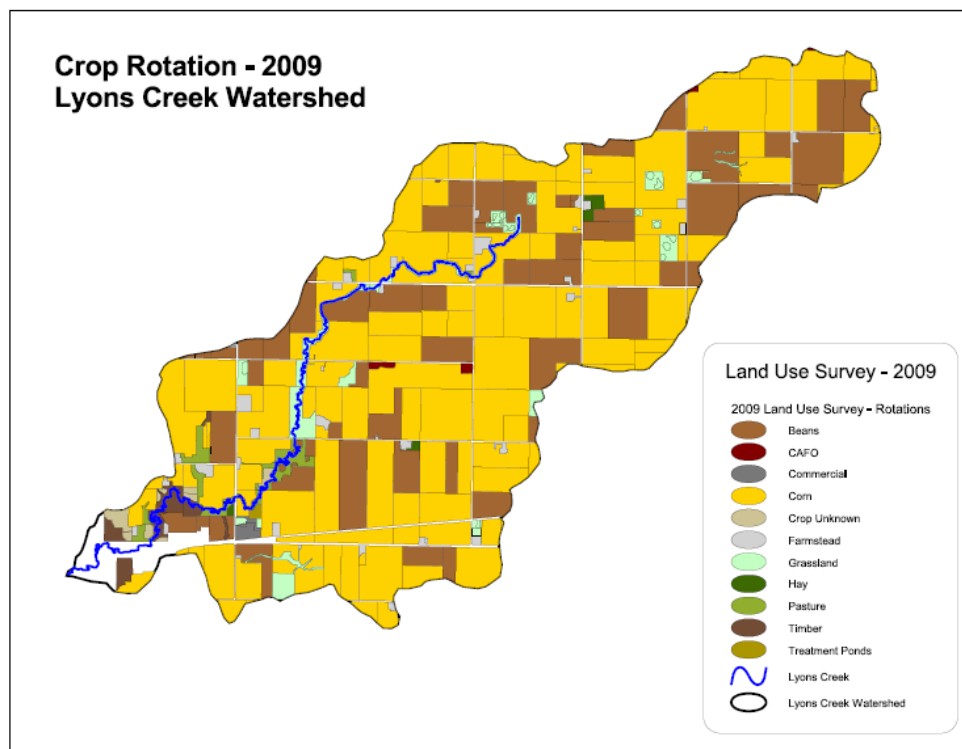 Crop Rotation - 2009
Lyons Creek Watershed
Land Use Survey - 2009
2009 Land Use Survey - Rotations
Beans
CAFO
Commercial
Corn
Crop Unknown
Farmstead
Grassland
Hay
Pasture
Timber
Treatment Ponds
Lyons Creek
Lyons Creek Watershed